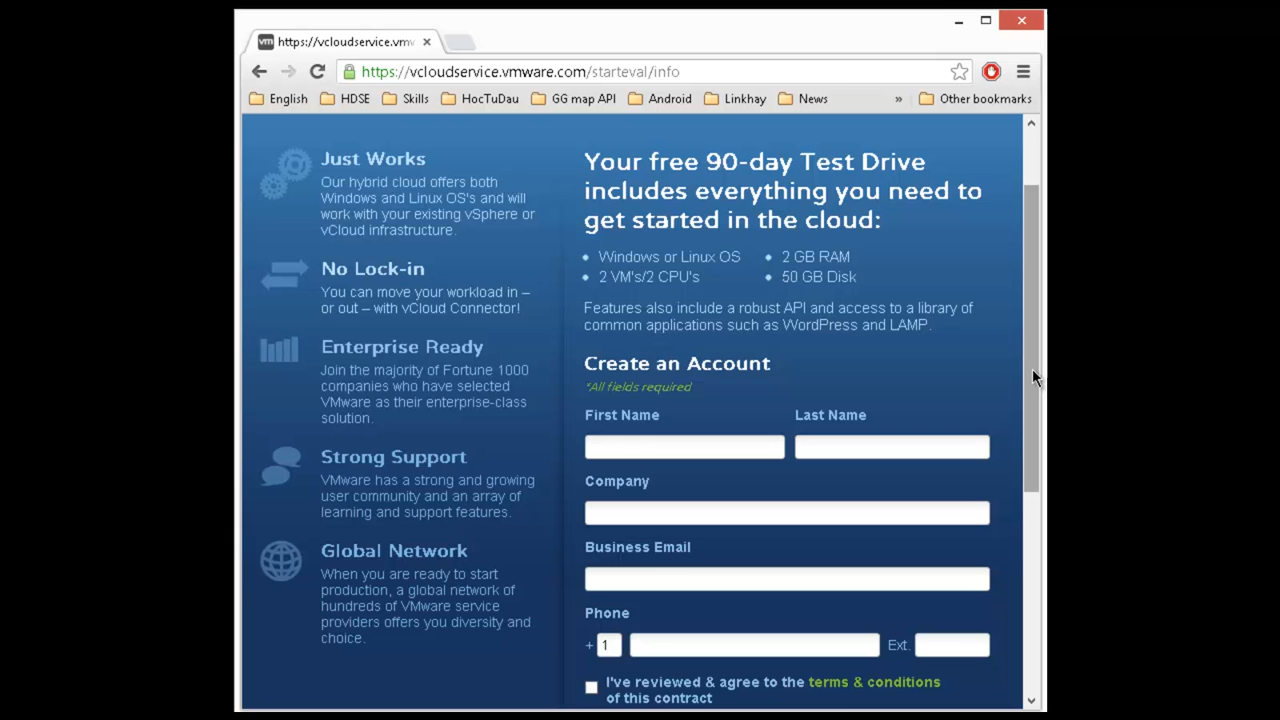 vm https://vcloudservice.vmv
https://vcloudservice.vmware.com/starteval/info
English HDSE Skills HocTuDau GG map API Android Linkhay News » Other bookmarks
Just Works
Our hybrid cloud offers both
Windows and Linux OS's and will
work with your existing vSphere or
vCloud infrastructure.
No Lock-in
You can move your workload in –
or out – with vCloud Connector!
Enterprise Ready
Join the majority of Fortune 1000
companies who have selected
VMware as their enterprise-class
solution.
Strong Support
VMware has a strong and growing
user community and an array of
learning and support features.
Global Network
When you are ready to start
production, a global network of
hundreds of VMware service
providers offers you diversity and
choice.
Your free 90-day Test Drive
includes everything you need to
get started in the cloud:
• Windows or Linux OS • 2 GB RAM
• 2 VM's/2 CPU's • 50 GB Disk
Features also include a robust API and access to a library of
common applications such as WordPress and LAMP.
Create an Account
*All fields required
First Name Last Name
Company
Business Email
Phone
+ 1 Ext.
I've reviewed & agree to the terms & conditions
of this contract